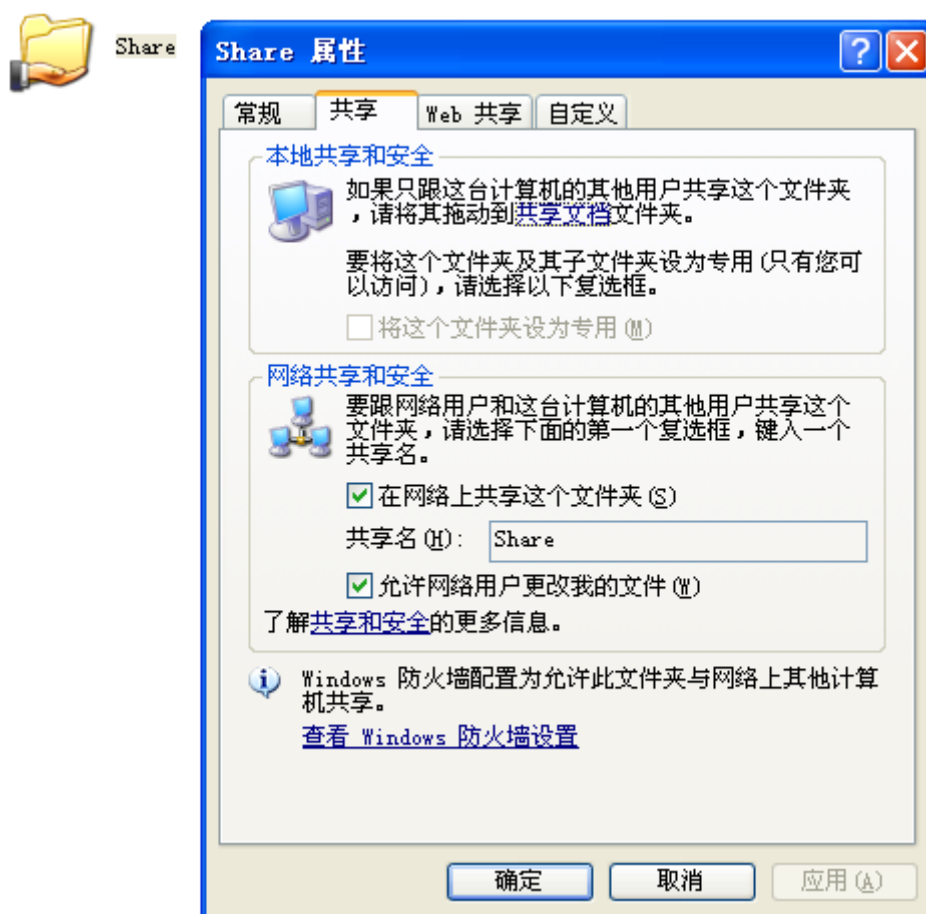 Share
Share 属性
常规
共享
Web 共享
自定义
本地共享和安全
如果只跟这台计算机的其他用户共享这个文件夹
，请将其拖动到共享文档文件夹。
要将这个文件夹及其子文件夹设为专用(只有您可
以访问)，请选择以下复选框。
将这个文件夹设为专用(M)
网络共享和安全
要跟网络用户和这台计算机的其他用户共享这个
文件夹，请选择下面的第一个复选框，键入一个
共享名。
在网络上共享这个文件夹(S)
共享名(H): Share
允许网络用户更改我的文件(W)
了解共享和安全的更多信息。
Windows 防火墙配置为允许此文件夹与网络上其他计算
机共享。
查看 Windows 防火墙设置
确定
取消
应用(A)